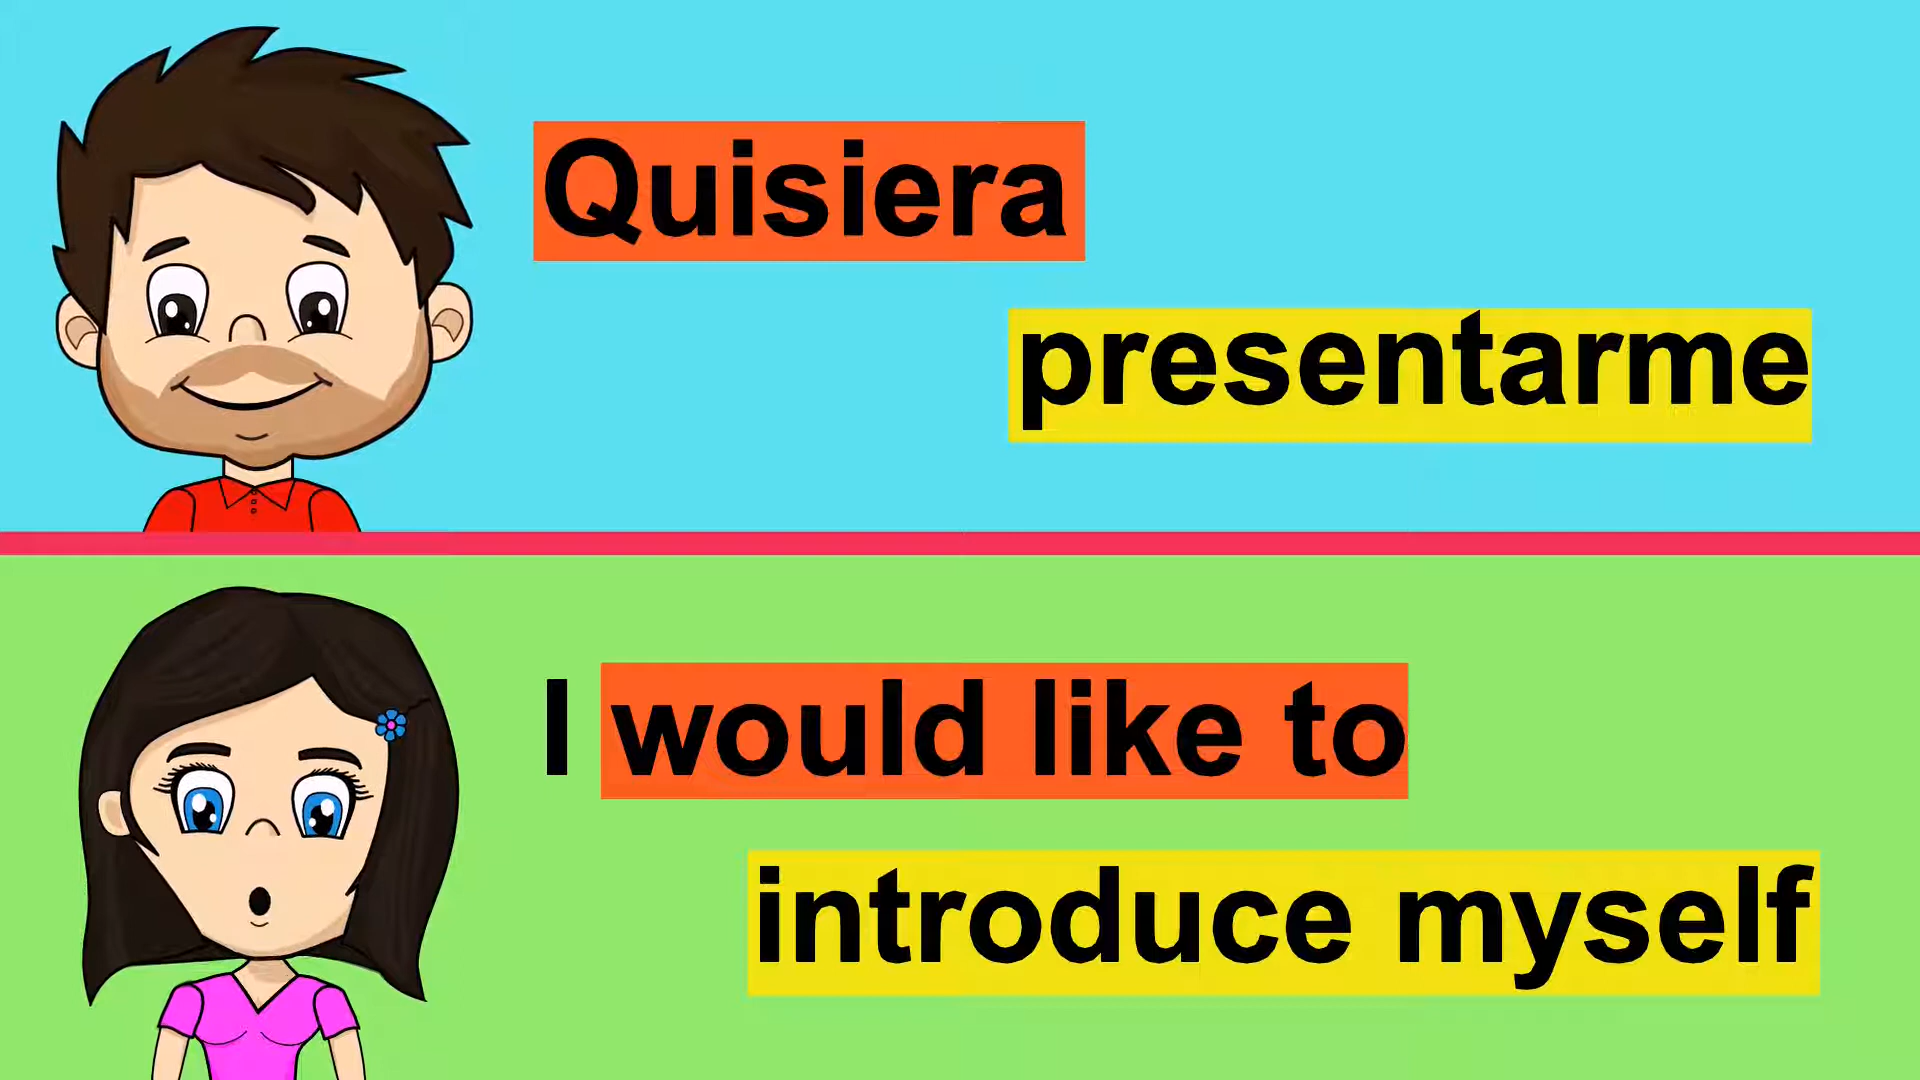 Quisiera
presentarme
I would like to
introduce myself